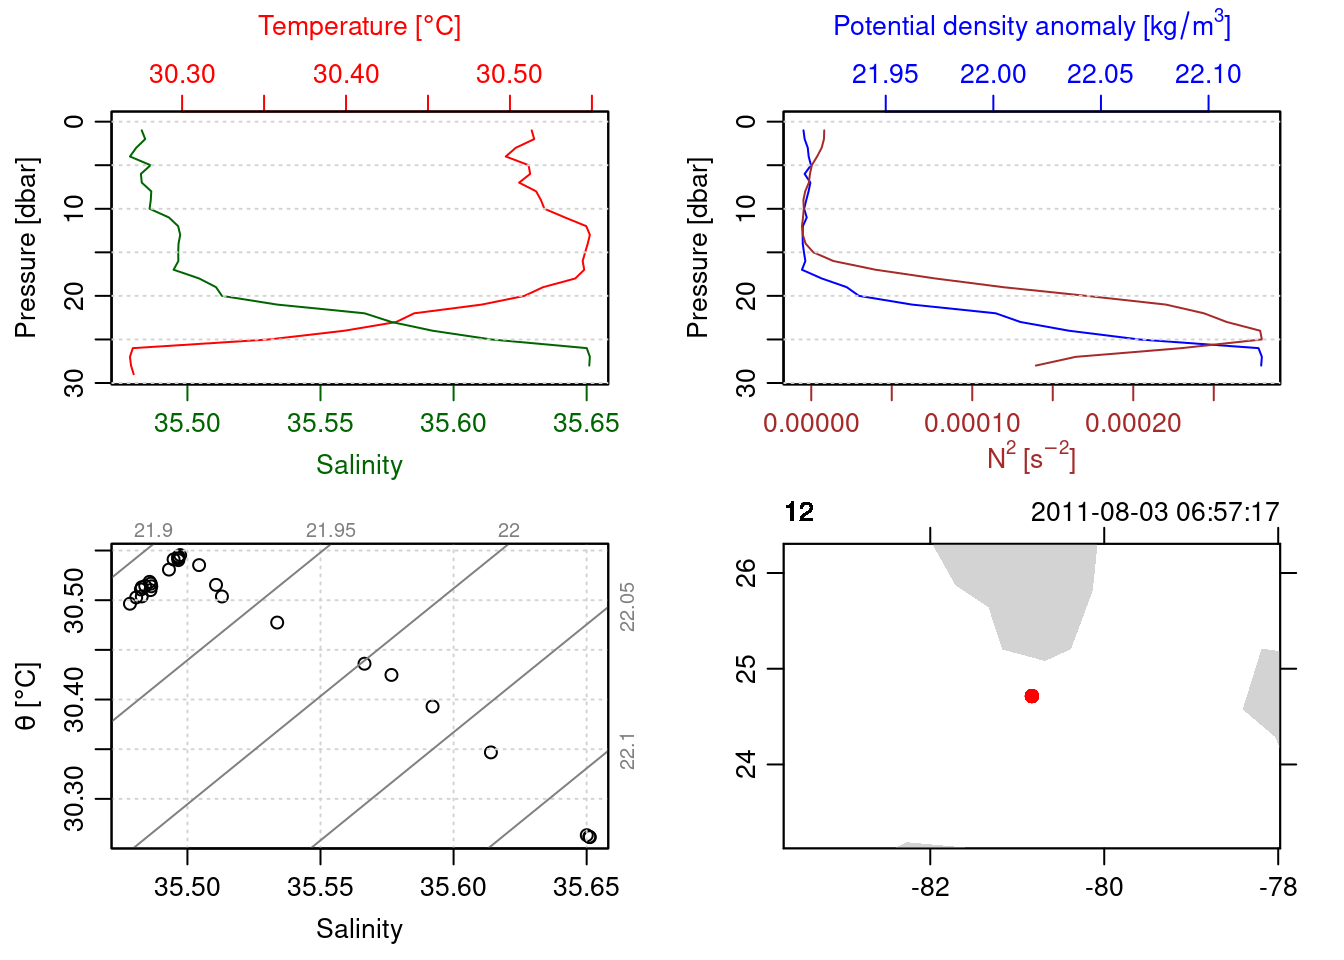 Temperature [°C]
30.30 30.40 30.50
Pressure [dbar]
0
10
20
30
35.50 35.55 35.60 35.65
Salinity
Potential density anomaly [kg/m³]
21.95 22.00 22.05 22.10
Pressure [dbar]
0
10
20
30
0.00000 0.00010 0.00020
N² [s⁻²]
21.9 21.95 22
22.05
22.1
θ [°C]
30.50
30.40
30.30
35.50 35.55 35.60 35.65
Salinity
12 2011-08-03 06:57:17
26
25
24
-82 -80 -78